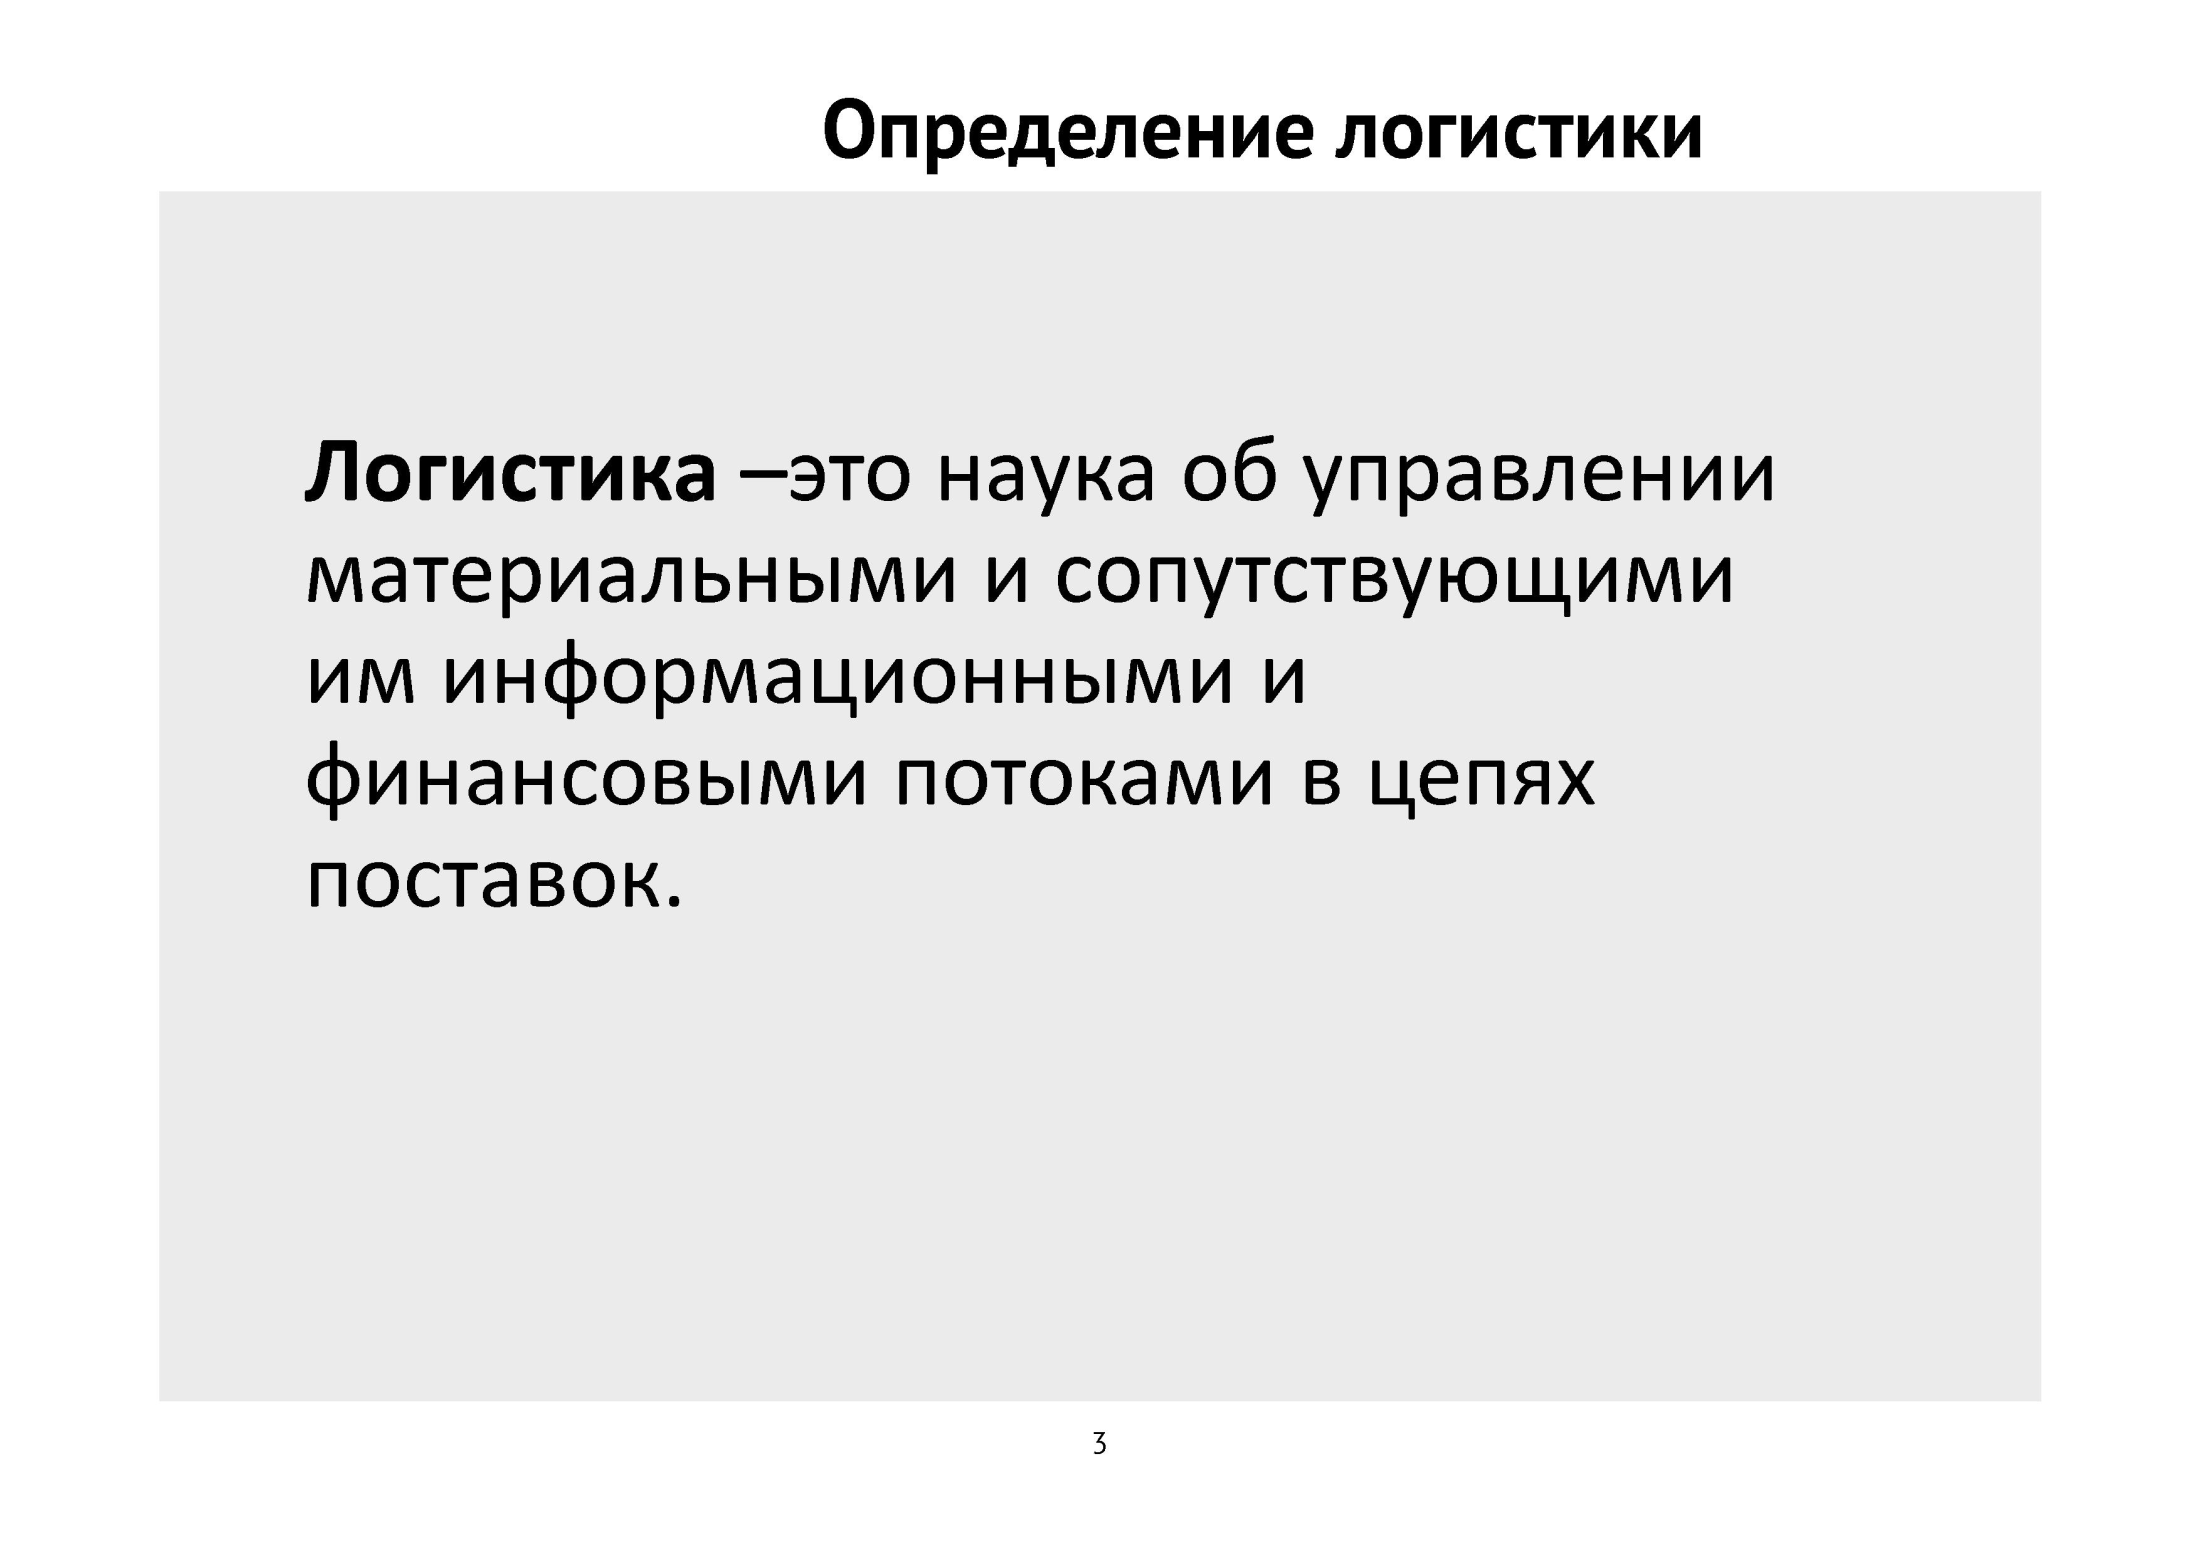 Определение логистики
Логистика –это наука об управлении
материальными и сопутствующими
им информационными и
финансовыми потоками в цепях
поставок.
3